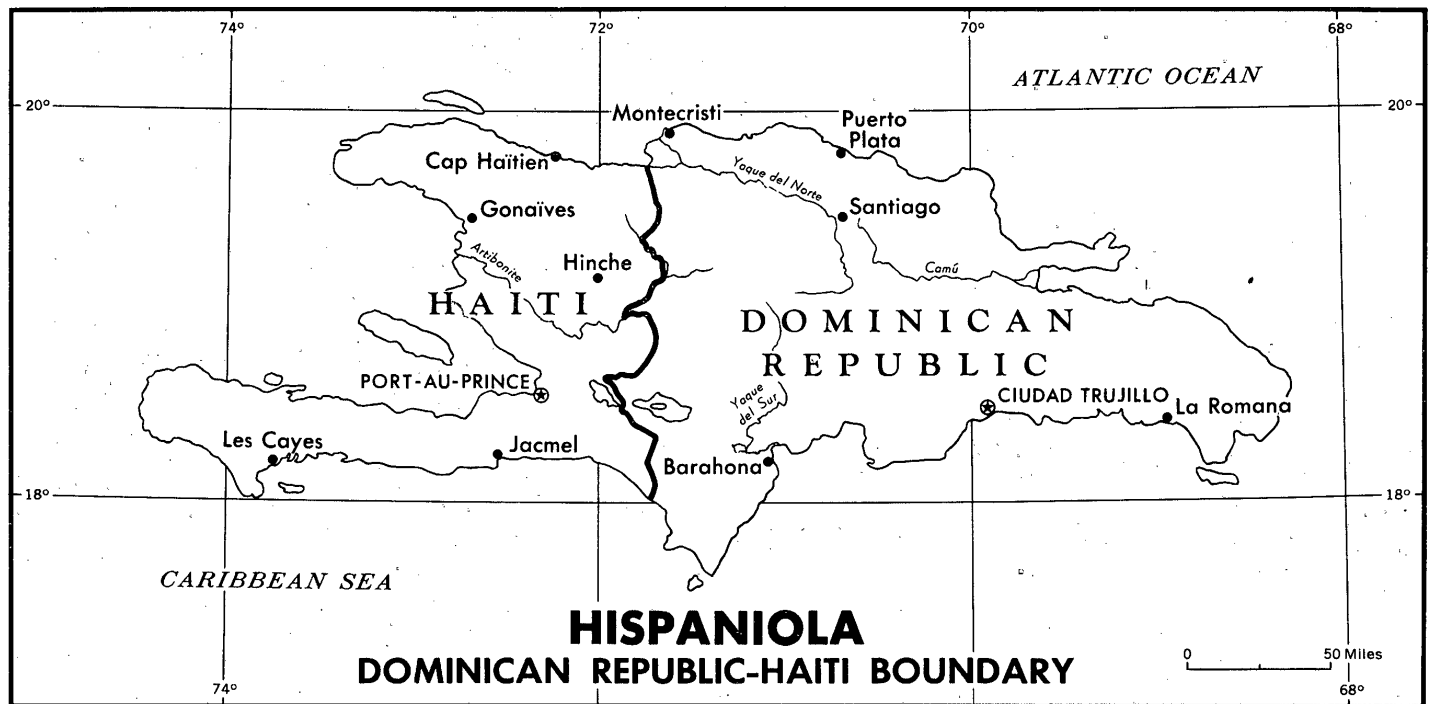 74°
72°
70°
68°
ATLANTIC OCEAN
20°
20°
Montecristi
Puerto
Plata
Cap Haïtien
Yaque del Norte
Gonaïves
Santiago
Artibonite
Hinche
Camú
HAITI
DOMINICAN
REPUBLIC
PORT-AU-PRINCE
Yaque
del Sur
CIUDAD TRUJILLO
La Romana
Les Cayes
Jacmel
Barahona
18°
18°
CARIBBEAN SEA
HISPANIOLA
DOMINICAN REPUBLIC-HAITI BOUNDARY
0 50 Miles
74°
68°